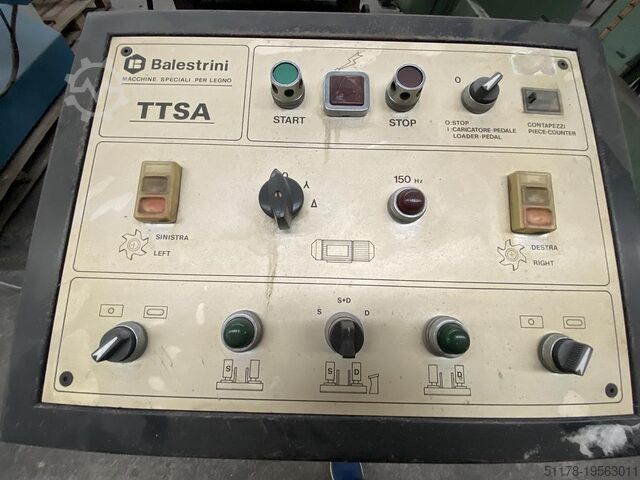 Balestrini
MACCHINE SPECIALI PER LEGNO
TTSA
START
STOP
O
O:STOP
I:CARICATORE-PEDALE
LOADER-PEDAL
CONTAPEZZI
PIECE-COUNTER
SINISTRA
LEFT
O
150 Hz
DESTRA
RIGHT
S+D
S D
S
S D
D
51178-19563011